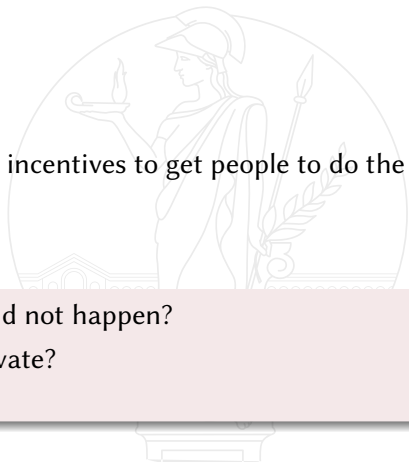 incentives to get people to do the
d not happen?
vate?